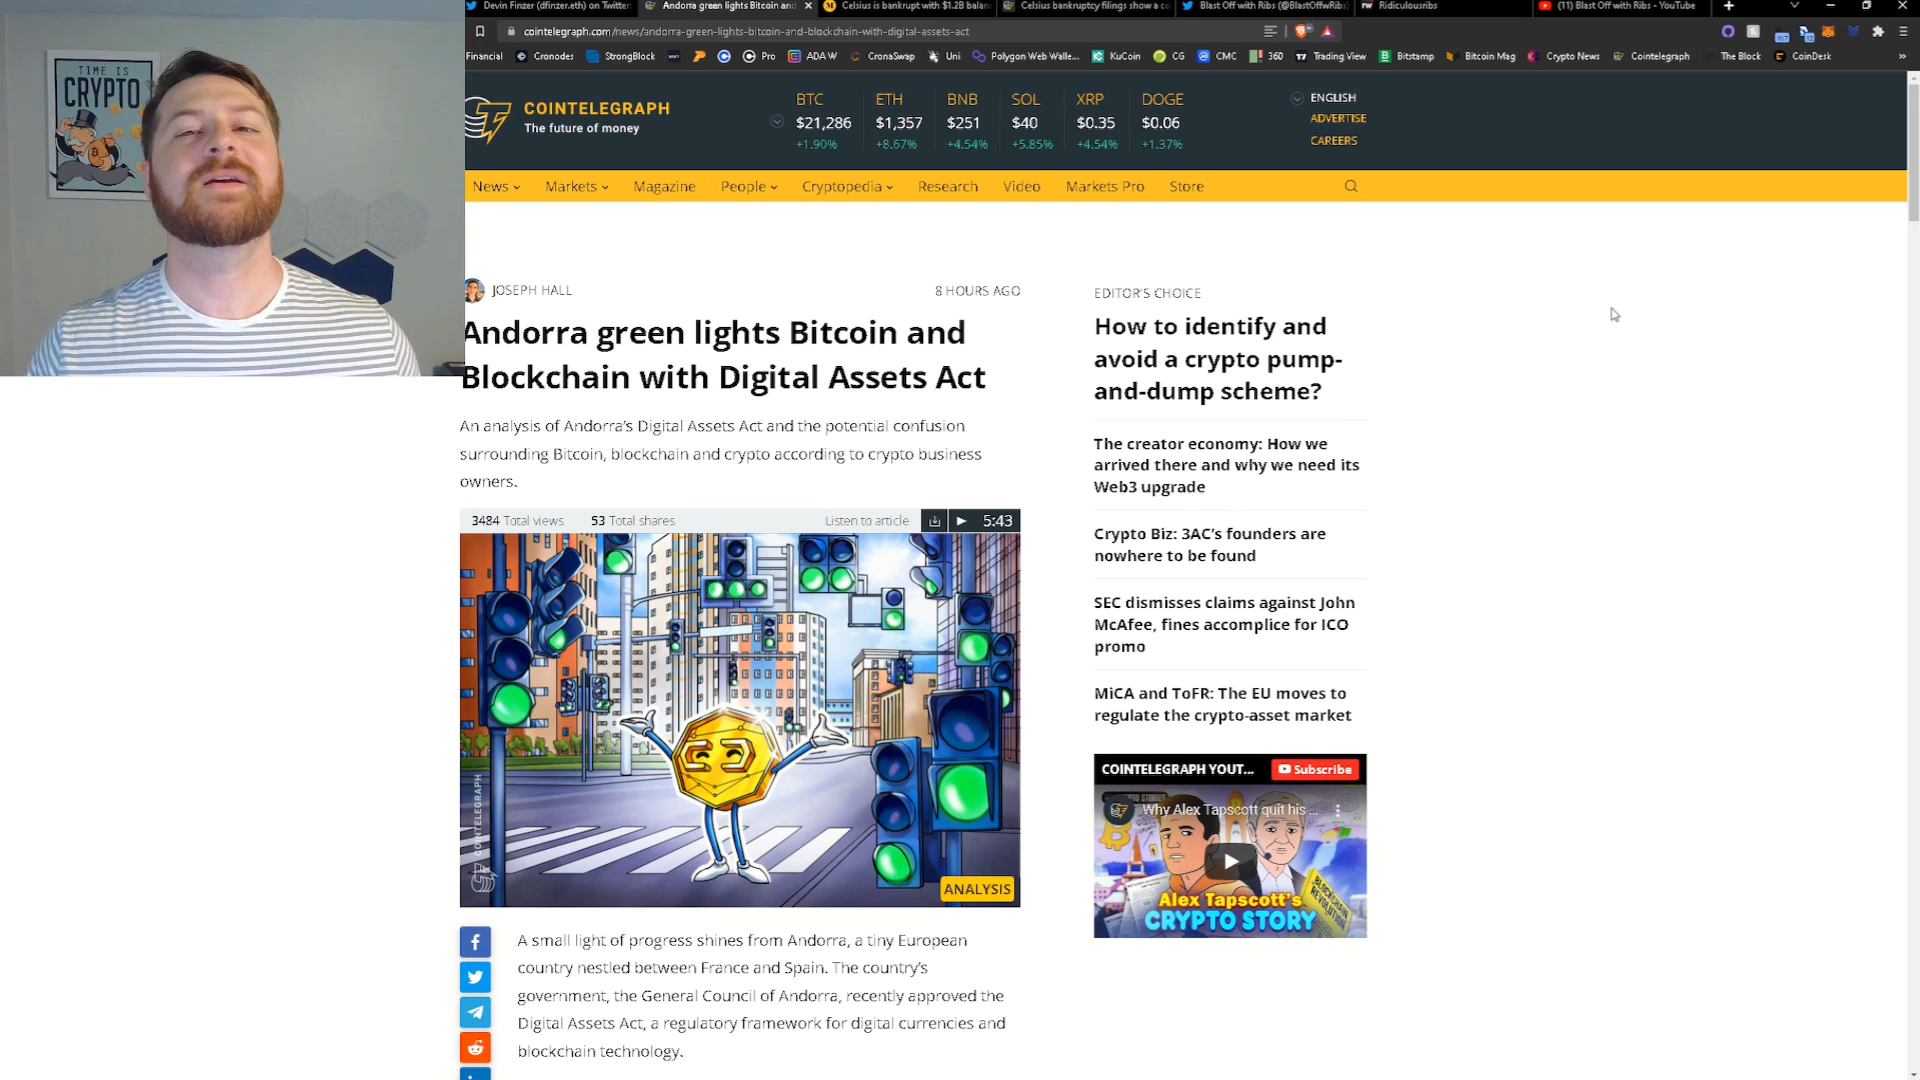 Devin Finzer (dfinzer.eth) on Twitter
Andorra green lights Bitcoin and
Celsius is bankrupt with $1.2B balan
Celsius bankruptcy filings show a co
Blast Off with Ribs (@BlastOffwRibs
Ridiculousribs
(11) Blast Off with Ribs - YouTube
cointelegraph.com/news/andorra-green-lights-bitcoin-and-blockchain-with-digital-assets-act
Financial
Cronodes
StrongBlock
Pro
ADA W
CronaSwap
Uni
Polygon Web Walle...
KuCoin
CG
CMC
360
Trading View
Bitstamp
Bitcoin Mag
Crypto News
Cointelegraph
The Block
CoinDesk
TIME IS
CRYPTO
COINTELEGRAPH
The future of money
BTC ETH BNB SOL XRP DOGE
$21,286 $1,357 $251 $40 $0.35 $0.06
+1.90% +8.67% +4.54% +5.85% +4.54% +1.37%
ENGLISH
ADVERTISE
CAREERS
News Markets Magazine People Cryptopedia Research Video Markets Pro Store
JOSEPH HALL
8 HOURS AGO
Andorra green lights Bitcoin and
Blockchain with Digital Assets Act
An analysis of Andorra's Digital Assets Act and the potential confusion
surrounding Bitcoin, blockchain and crypto according to crypto business
owners.
3484 Total views 53 Total shares Listen to article 5:43
COINTELEGRAPH
ANALYSIS
A small light of progress shines from Andorra, a tiny European
country nestled between France and Spain. The country's
government, the General Council of Andorra, recently approved the
Digital Assets Act, a regulatory framework for digital currencies and
blockchain technology.
EDITOR'S CHOICE
How to identify and
avoid a crypto pump-
and-dump scheme?
The creator economy: How we
arrived there and why we need its
Web3 upgrade
Crypto Biz: 3AC's founders are
nowhere to be found
SEC dismisses claims against John
McAfee, fines accomplice for ICO
promo
MiCA and ToFR: The EU moves to
regulate the crypto-asset market
COINTELEGRAPH YOUT...
Subscribe
Why Alex Tapscott quit his ...
BLOCKCHAIN
REVOLUTION
Alex Tapscott's
CRYPTO STORY